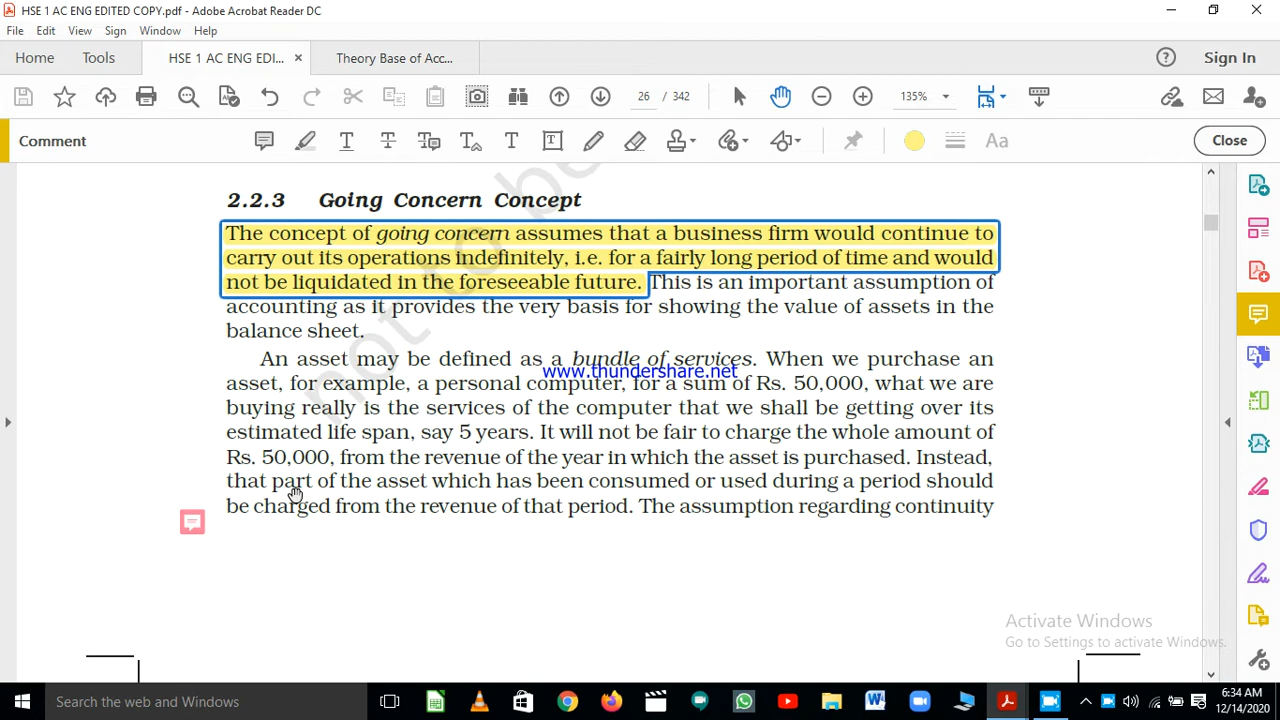 HSE 1 AC ENG EDITED COPY.pdf - Adobe Acrobat Reader DC
File Edit View Sign Window Help
Home Tools HSE 1 AC ENG EDI... × Theory Base of Acc... Sign In
26 / 342 135%
Comment Close
2.2.3 Going Concern Concept
The concept of going concern assumes that a business firm would continue to
carry out its operations indefinitely, i.e. for a fairly long period of time and would
not be liquidated in the foreseeable future. This is an important assumption of
accounting as it provides the very basis for showing the value of assets in the
balance sheet.
An asset may be defined as a bundle of services. When we purchase an
www.thundershare.net
asset, for example, a personal computer, for a sum of Rs. 50,000, what we are
buying really is the services of the computer that we shall be getting over its
estimated life span, say 5 years. It will not be fair to charge the whole amount of
Rs. 50,000, from the revenue of the year in which the asset is purchased. Instead,
that part of the asset which has been consumed or used during a period should
be charged from the revenue of that period. The assumption regarding continuity
not to be
Activate Windows
Go to Settings to activate Windows.
Search the web and Windows
6:34 AM
12/14/2020